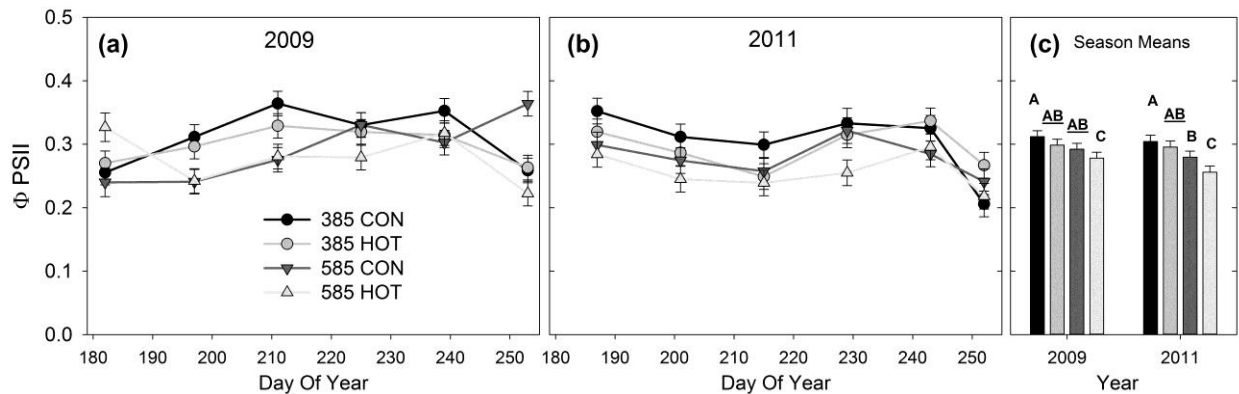 0.5
0.4
0.3
0.2
0.1
0.0
Φ PSII
(a)
2009
385 CON
385 HOT
585 CON
585 HOT
180 190 200 210 220 230 240 250
Day Of Year
(b)
2011
180 190 200 210 220 230 240 250
Day Of Year
(c) Season Means
A AB AB C
A AB B C
2009 2011
Year